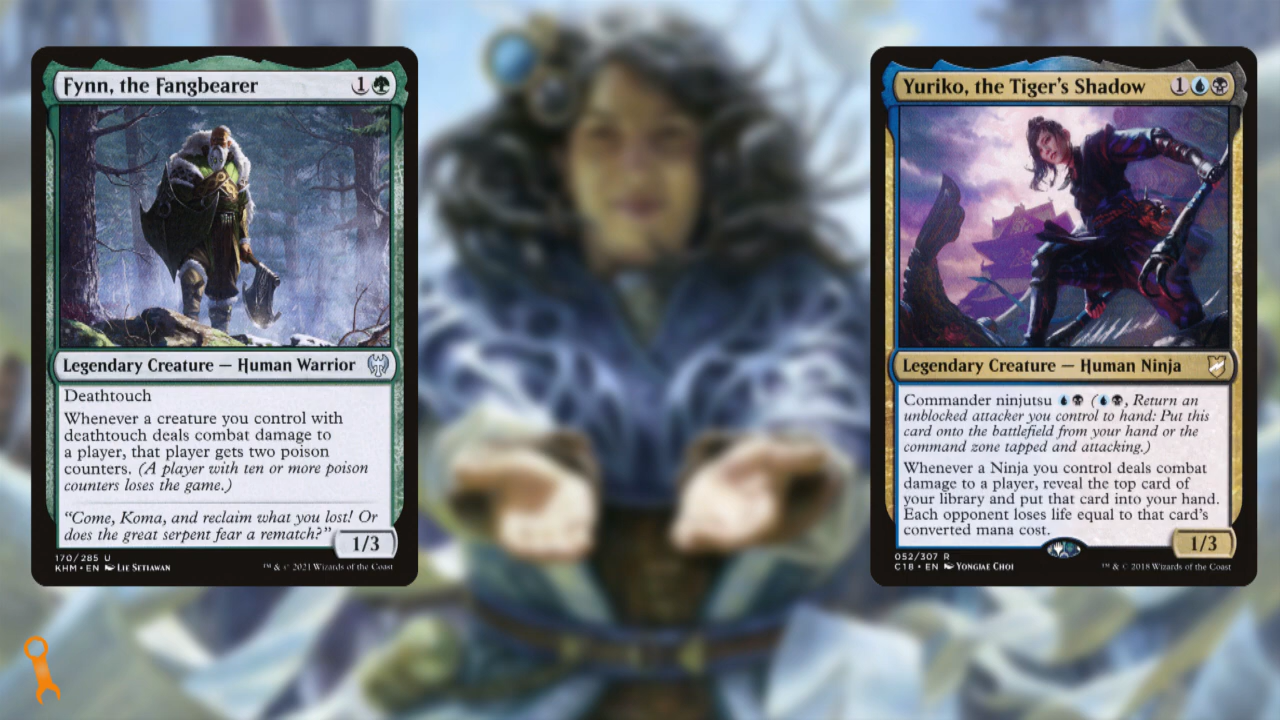 Fynn, the Fangbearer 1
Legendary Creature — Human Warrior
Deathtouch
Whenever a creature you control with
deathtouch deals combat damage to
a player, that player gets two poison
counters. (A player with ten or more poison
counters loses the game.)
“Come, Koma, and reclaim what you lost! Or
does the great serpent fear a rematch?”
1/3
170/285 U
KHM • EN Lie Setiawan
™ & © 2021 Wizards of the Coast
Yuriko, the Tiger's Shadow 1
Legendary Creature — Human Ninja
Commander ninjutsu (, Return an
unblocked attacker you control to hand: Put this
card onto the battlefield from your hand or the
command zone tapped and attacking.)
Whenever a Ninja you control deals combat
damage to a player, reveal the top card of
your library and put that card into your hand.
Each opponent loses life equal to that card's
converted mana cost.
1/3
052/307 R
C18 • EN Yongjae Choi
™ & © 2018 Wizards of the Coast